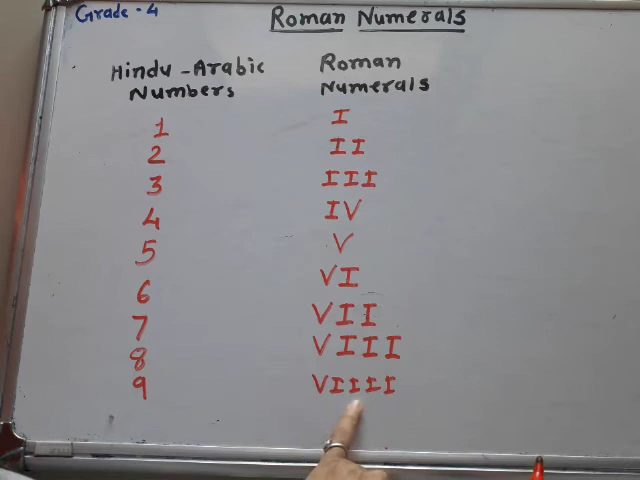 Grade - 4
Roman Numerals
Hindu - Arabic Numbers
Roman Numerals
1 I
2 II
3 III
4 IV
5 V
6 VI
7 VII
8 VIII
9 VIIII